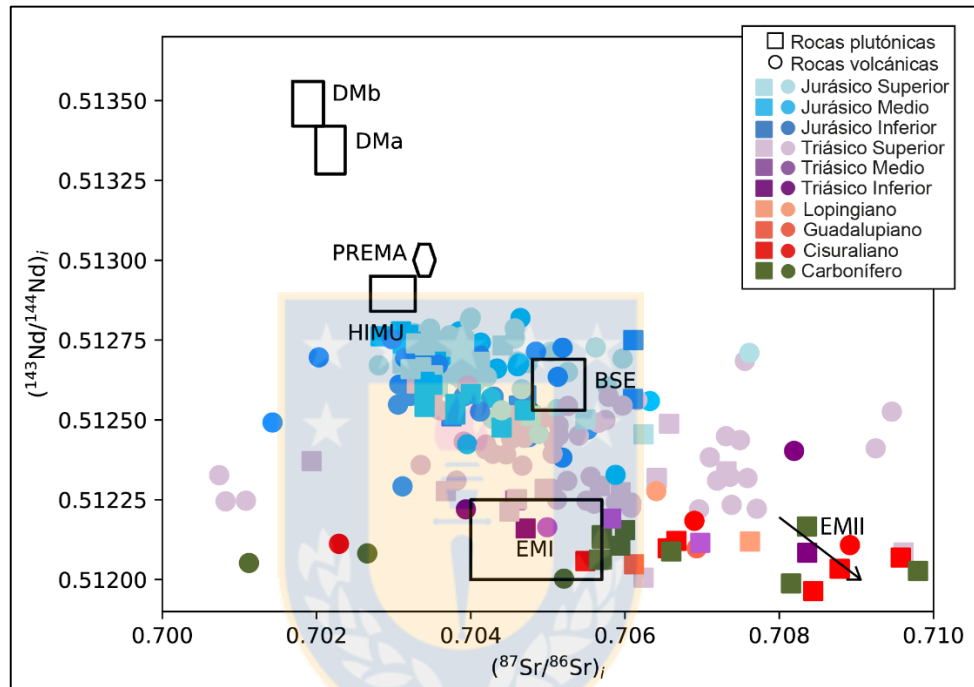 Rocas plutónicas
Rocas volcánicas
Jurásico Superior
Jurásico Medio
Jurásico Inferior
Triásico Superior
Triásico Medio
Triásico Inferior
Lopingiano
Guadalupiano
Cisuraliano
Carbonífero
0.51350
0.51325
0.51300
0.51275
0.51250
0.51225
0.51200
(¹⁴³Nd/¹⁴⁴Nd)ᵢ
DMb
DMa
PREMA
HIMU
BSE
EMI
EMII
0.700
0.702
0.704
0.706
0.708
0.710
(⁸⁷Sr/⁸⁶Sr)ᵢ